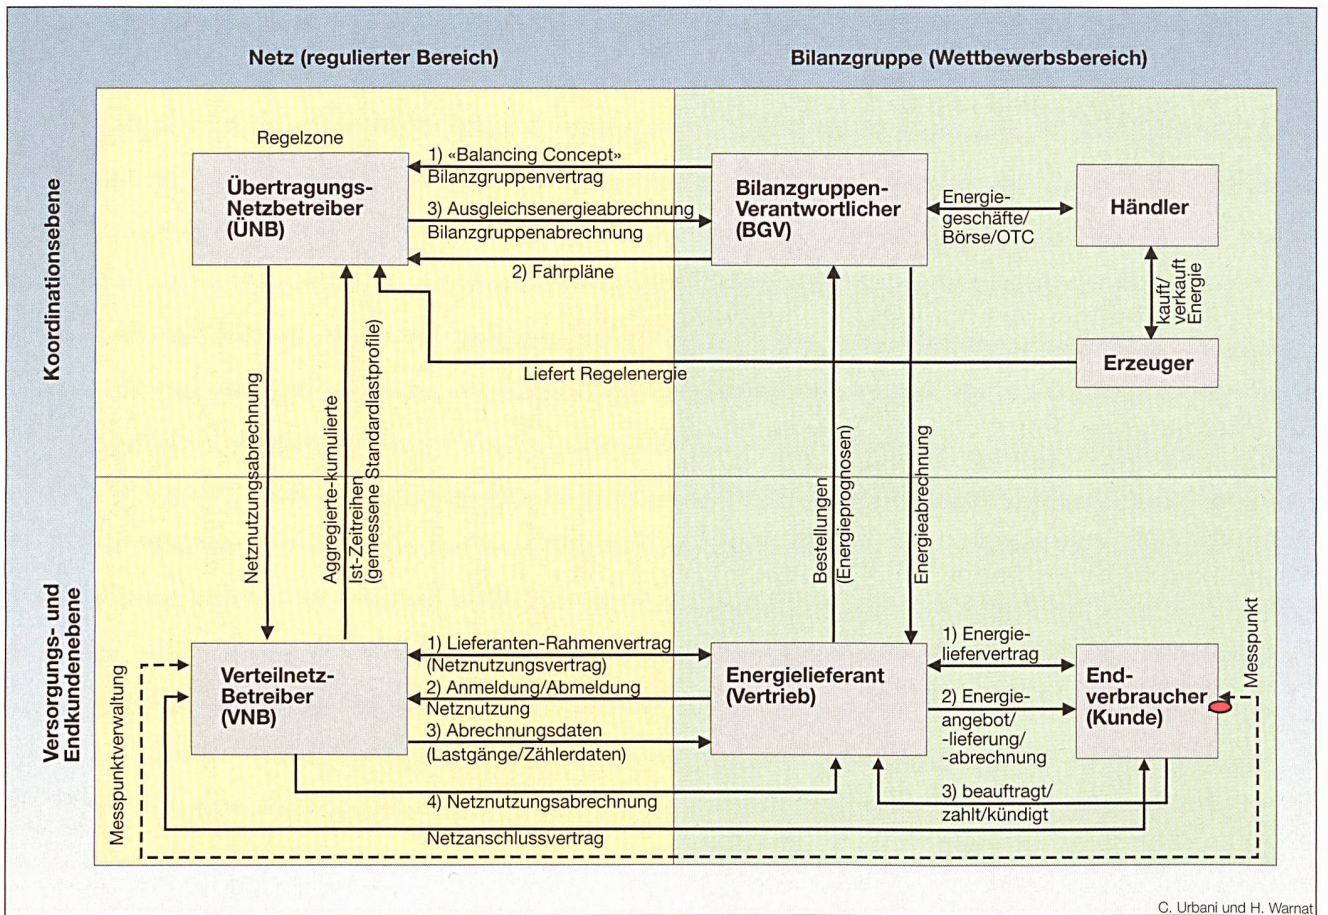 Netz (regulierter Bereich)
Bilanzgruppe (Wettbewerbsbereich)
Koordinationsebene
Regelzone
Übertragungs-
Netzbetreiber
(ÜNB)
1) «Balancing Concept»
Bilanzgruppenvertrag
3) Ausgleichsenergieabrechnung
Bilanzgruppenabrechnung
2) Fahrpläne
Bilanzgruppen-
Verantwortlicher
(BGV)
Energie-
geschäfte/
Börse/OTC
Händler
kauft/
verkauft
Energie
Erzeuger
Liefert Regelenergie
Netznutzungsabrechnung
Aggregierte-kumulierte
Ist-Zeitreihen
(gemessene Standardlastprofile)
Bestellungen
(Energieprognosen)
Energieabrechnung
Versorgungs- und
Endkundenebene
Messpunktverwaltung
Verteilnetz-
Betreiber
(VNB)
1) Lieferanten-Rahmenvertrag
(Netznutzungsvertrag)
2) Anmeldung/Abmeldung
Netznutzung
3) Abrechnungsdaten
(Lastgänge/Zählerdaten)
4) Netznutzungsabrechnung
Netzanschlussvertrag
Energielieferant
(Vertrieb)
1) Energie-
liefervertrag
2) Energie-
angebot/
-lieferung/
-abrechnung
3) beauftragt/
zahlt/kündigt
End-
verbraucher
(Kunde)
Messpunkt
C. Urbani und H. Warnat